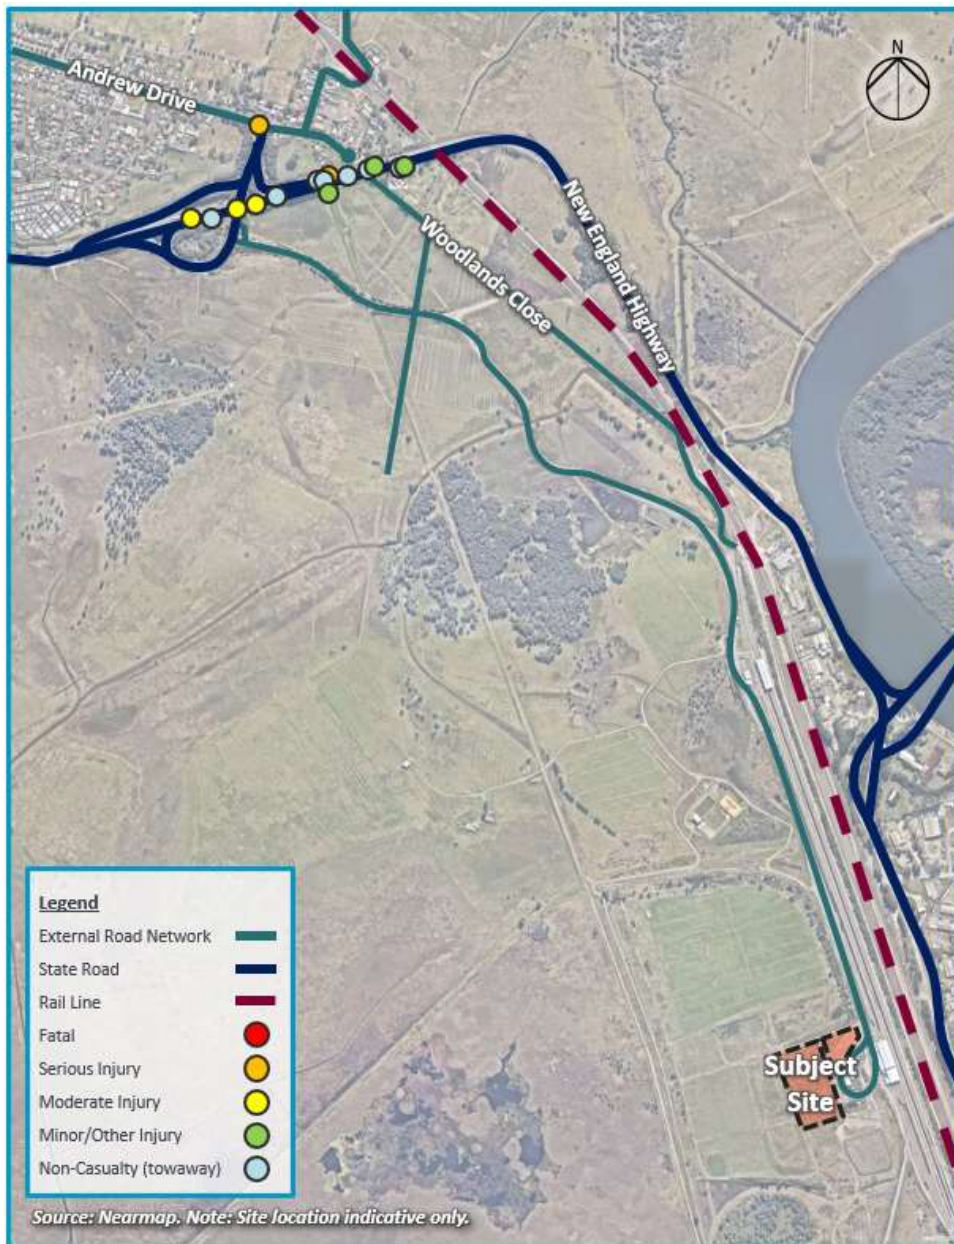 N
Andrew Drive
New England Highway
Woodlands Close
Subject
Site
Legend
External Road Network
State Road
Rail Line
Fatal
Serious Injury
Moderate Injury
Minor/Other Injury
Non-Casualty (towaway)
Source: Nearmap. Note: Site location indicative only.